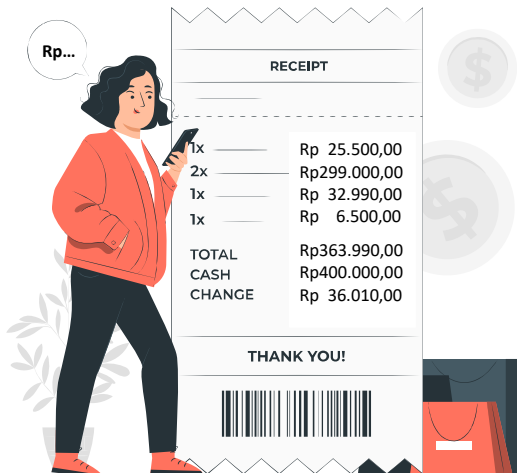 Rp...
RECEIPT
1x Rp 25.500,00
2x Rp299.000,00
1x Rp 32.990,00
1x Rp 6.500,00
TOTAL Rp363.990,00
CASH Rp400.000,00
CHANGE Rp 36.010,00
THANK YOU!